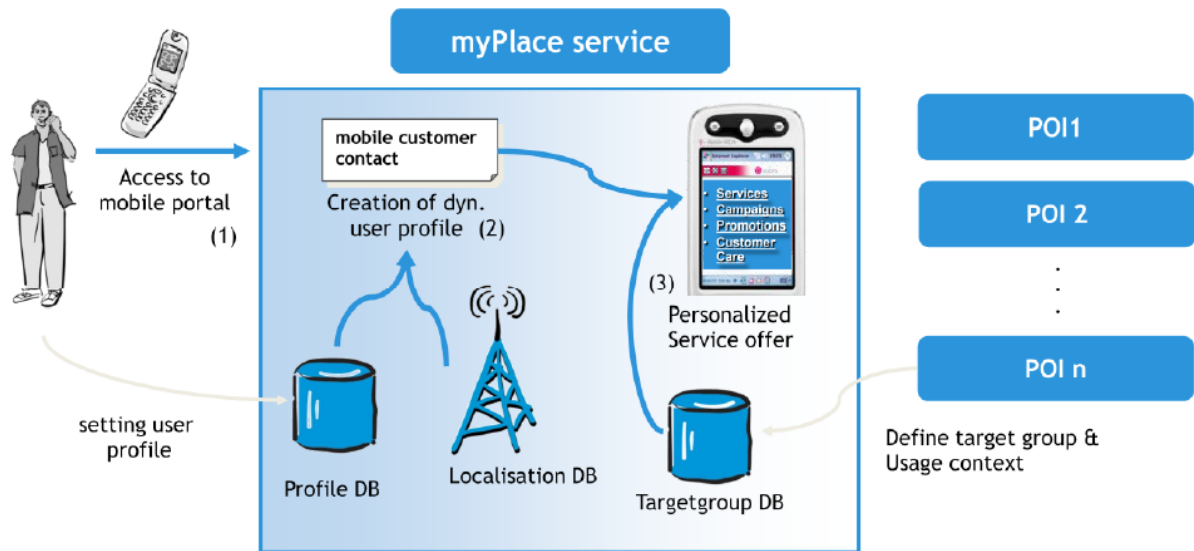 myPlace service
Access to
mobile portal
(1)
mobile customer
contact
Creation of dyn.
user profile (2)
Internet Explorer
• Services
• Campaigns
• Promotions
• Customer
Care
(3)
Personalized
Service offer
setting user
profile
Profile DB
Localisation DB
Targetgroup DB
POI1
POI 2
POI n
Define target group &
Usage context